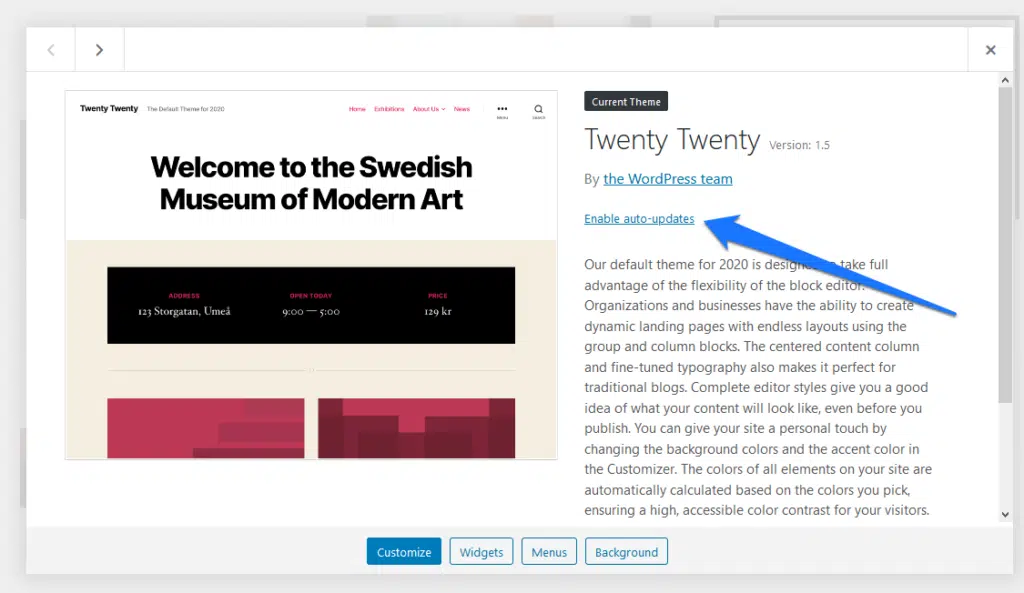 Twenty Twenty The Default Theme for 2020 Home Exhibitions About Us News Menu Search
Welcome to the Swedish
Museum of Modern Art
ADDRESS OPEN TODAY PRICE
123 Storgatan, Umeå 9:00 — 5:00 129 kr
Current Theme
Twenty Twenty Version: 1.5
By the WordPress team
Enable auto-updates
Our default theme for 2020 is designed to take full
advantage of the flexibility of the block editor.
Organizations and businesses have the ability to create
dynamic landing pages with endless layouts using the
group and column blocks. The centered content column
and fine-tuned typography also makes it perfect for
traditional blogs. Complete editor styles give you a good
idea of what your content will look like, even before you
publish. You can give your site a personal touch by
changing the background colors and the accent color in
the Customizer. The colors of all elements on your site are
automatically calculated based on the colors you pick,
ensuring a high, accessible color contrast for your visitors.
Customize Widgets Menus Background